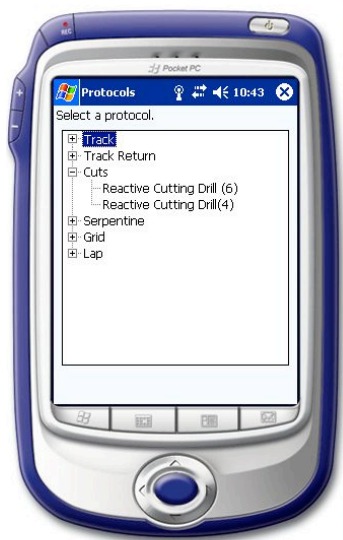 REC
Pocket PC
Protocols 10:43
Select a protocol.
Track
Track Return
Cuts
Reactive Cutting Drill (6)
Reactive Cutting Drill(4)
Serpentine
Grid
Lap